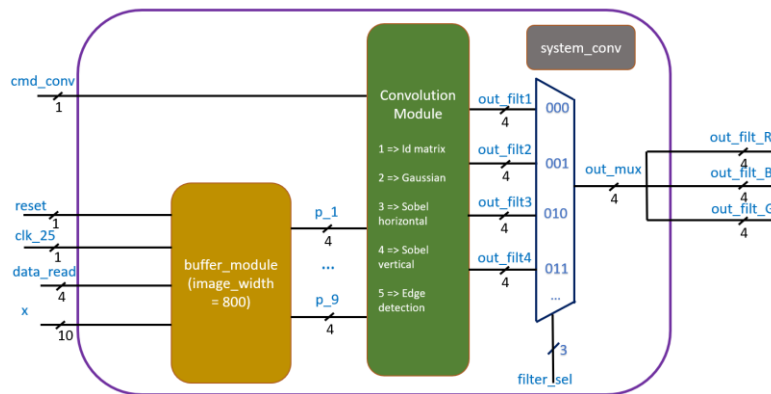 system_conv
cmd_conv
1
Convolution
Module
1 => Id matrix
2 => Gaussian
3 => Sobel
horizontal
4 => Sobel
vertical
5 => Edge
detection
out_filt1
4
out_filt2
4
out_filt3
4
out_filt4
4
000
001
010
011
...
out_mux
4
out_filt_R
4
out_filt_B
4
out_filt_G
4
reset
1
clk_25
1
data_read
4
x
10
buffer_module
(image_width
= 800)
p_1
4
...
p_9
4
3
filter_sel